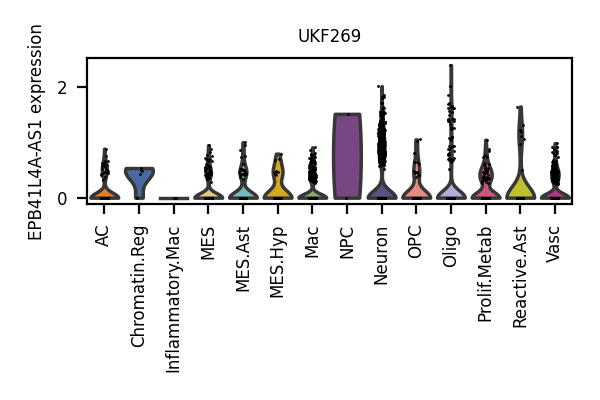 UKF269
EPB41L4A-AS1 expression
2
0
AC
Chromatin.Reg
Inflammatory.Mac
MES
MES.Ast
MES.Hyp
Mac
NPC
Neuron
OPC
Oligo
Prolif.Metab
Reactive.Ast
Vasc